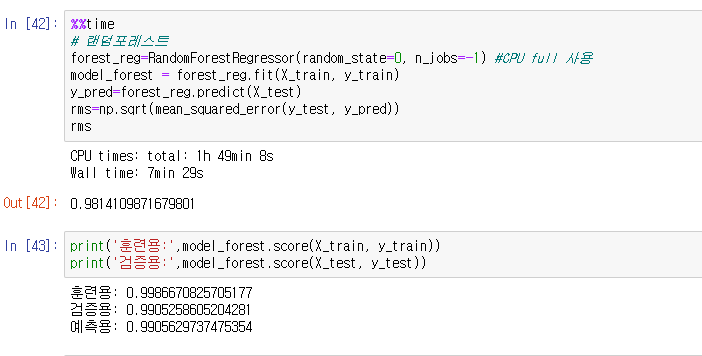 In [42]: %%time
# 랜덤포레스트
forest_reg=RandomForestRegressor(random_state=0, n_jobs=-1) #CPU full 사용
model_forest = forest_reg.fit(X_train, y_train)
y_pred=forest_reg.predict(X_test)
rms=np.sqrt(mean_squared_error(y_test, y_pred))
rms
CPU times: total: 1h 49min 8s
Wall time: 7min 29s
Out[42]: 0.9814109871679801
In [43]: print('훈련용:',model_forest.score(X_train, y_train))
print('검증용:',model_forest.score(X_test, y_test))
훈련용: 0.9986670825705177
검증용: 0.9905258605204281
예측용: 0.9905629737475354